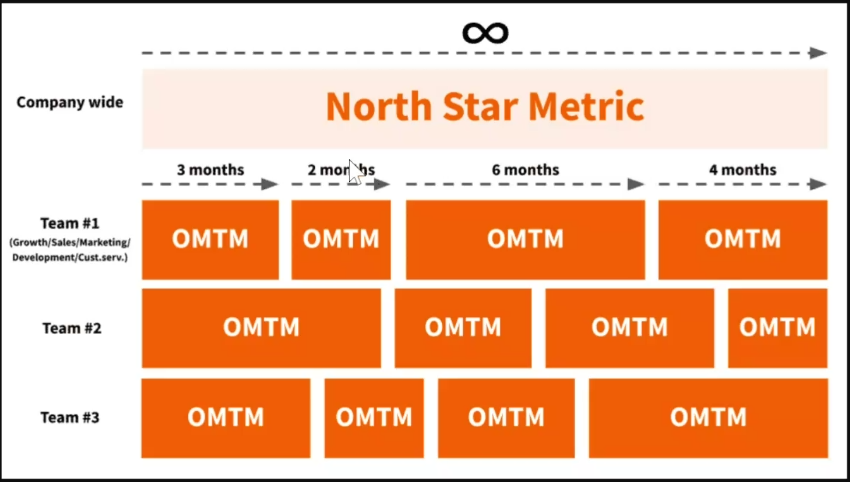 ∞
Company wide
North Star Metric
3 months 2 months 6 months 4 months
Team #1
(Growth/Sales/Marketing/
Development/Cust.serv.)
OMTM OMTM OMTM OMTM
Team #2 OMTM OMTM OMTM OMTM
Team #3 OMTM OMTM OMTM OMTM